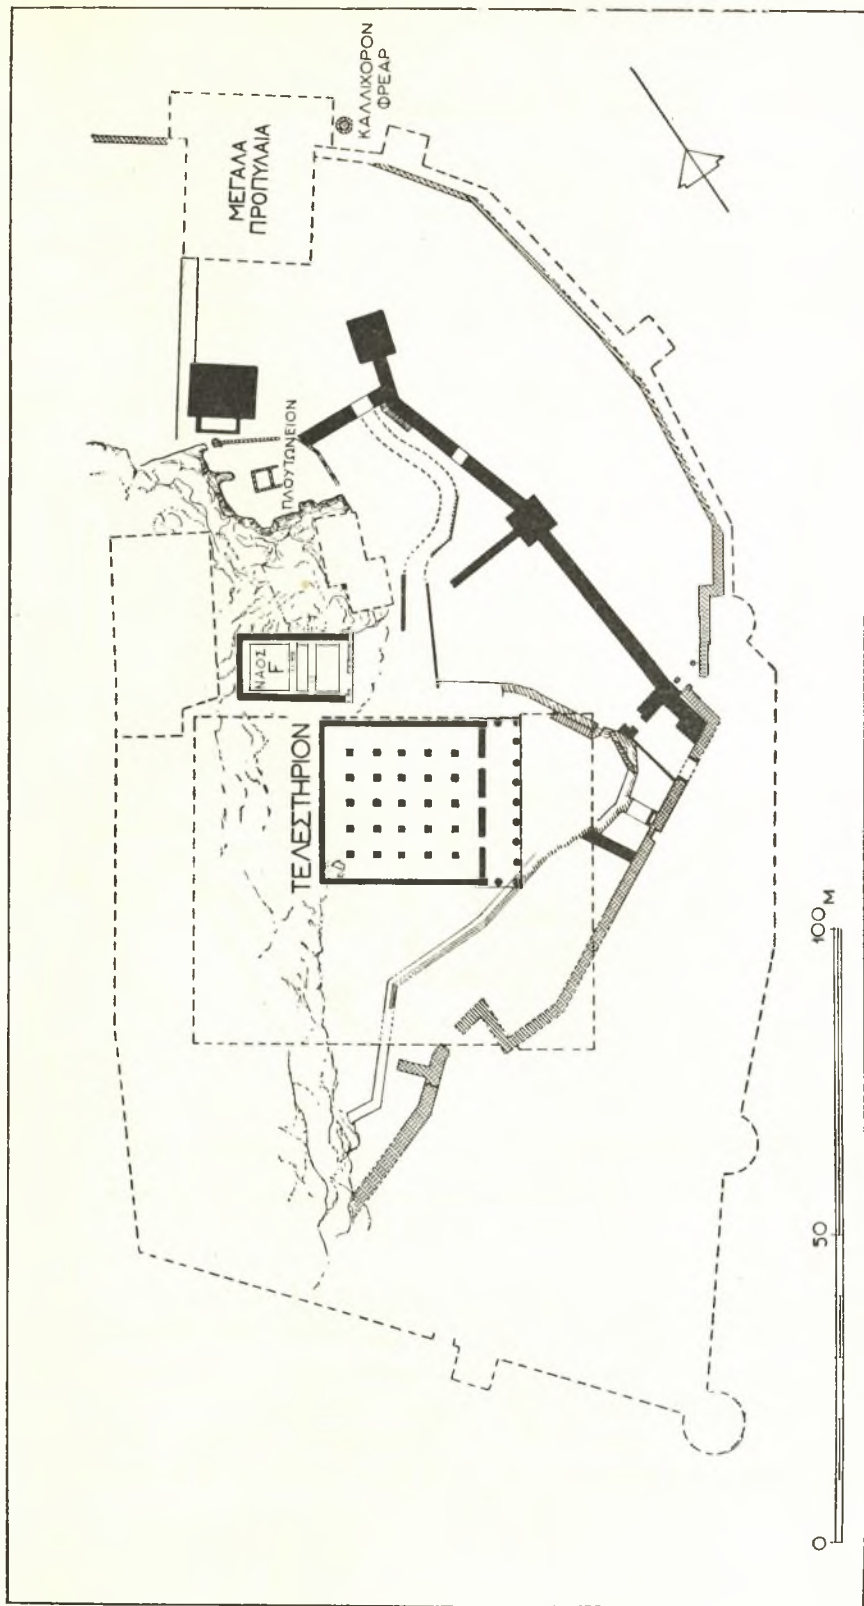 ΜΕΓΑΛΑ
ΠΡΟΠΥΛΑΙΑ
ΚΑΛΛΙΧΟΡΟΝ
ΦΡΕΑΡ
ΠΛΟΥΤΩΝΕΙΟΝ
ΝΑΟΣ
F
ΤΕΛΕΣΤΗΡΙΟΝ
0
50
100 M